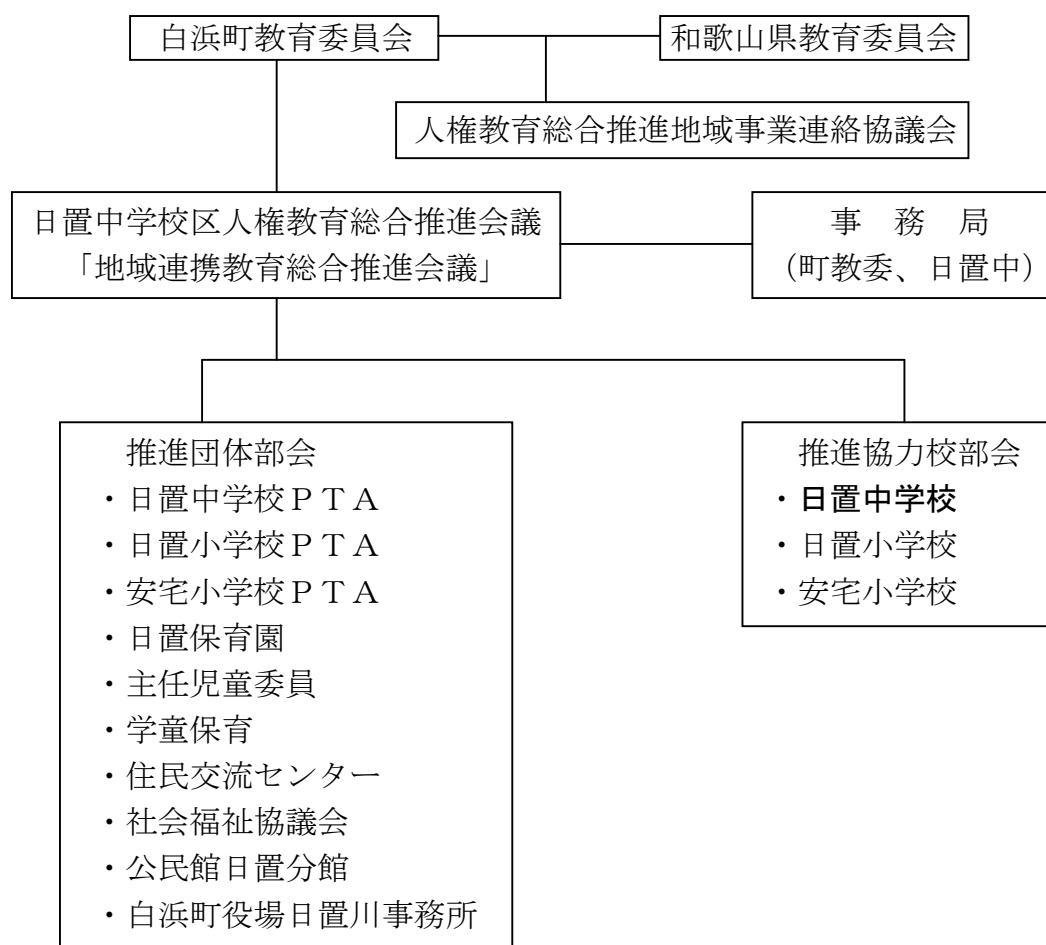 白浜町教育委員会
和歌山県教育委員会
人権教育総合推進地域事業連絡協議会
日置中学校区人権教育総合推進会議
「地域連携教育総合推進会議」
事　務　局
（町教委、日置中）
推進団体部会
・日置中学校ＰＴＡ
・日置小学校ＰＴＡ
・安宅小学校ＰＴＡ
・日置保育園
・主任児童委員
・学童保育
・住民交流センター
・社会福祉協議会
・公民館日置分館
・白浜町役場日置川事務所
推進協力校部会
・日置中学校
・日置小学校
・安宅小学校